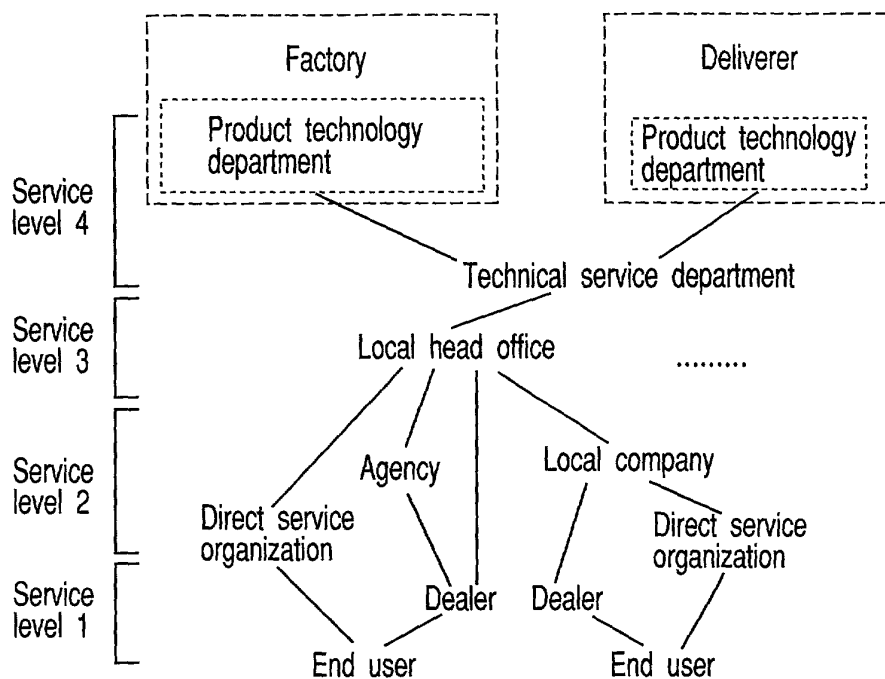 Factory
Deliverer
Product technology
department
Product technology
department
Service
level 4
Technical service department
Service
level 3
Local head office
.........
Service
level 2
Agency
Local company
Direct service
organization
Direct service
organization
Service
level 1
Dealer
Dealer
End user
End user